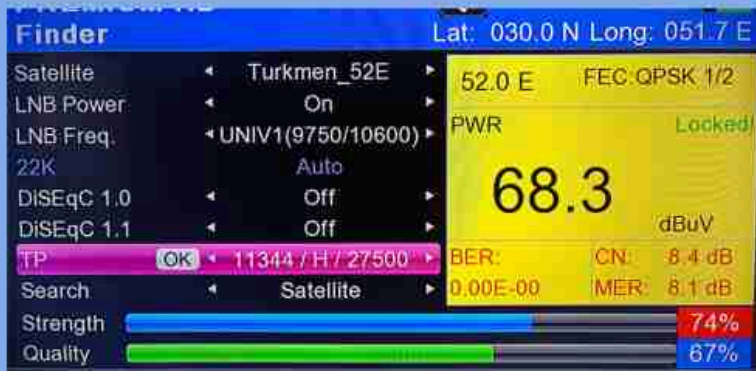 Finder
Lat: 030.0 N Long: 051.7 E
Satellite Turkmen_52E
LNB Power On
LNB Freq. UNIV1(9750/10600)
22K Auto
DiSEqC 1.0 Off
DiSEqC 1.1 Off
TP OK 11344 / H / 27500
Search Satellite
52.0 E FEC:QPSK 1/2
PWR Locked!
68.3
dBuV
BER: CN: 8.4 dB
0.00E-00 MER: 8.1 dB
Strength 74%
Quality 67%